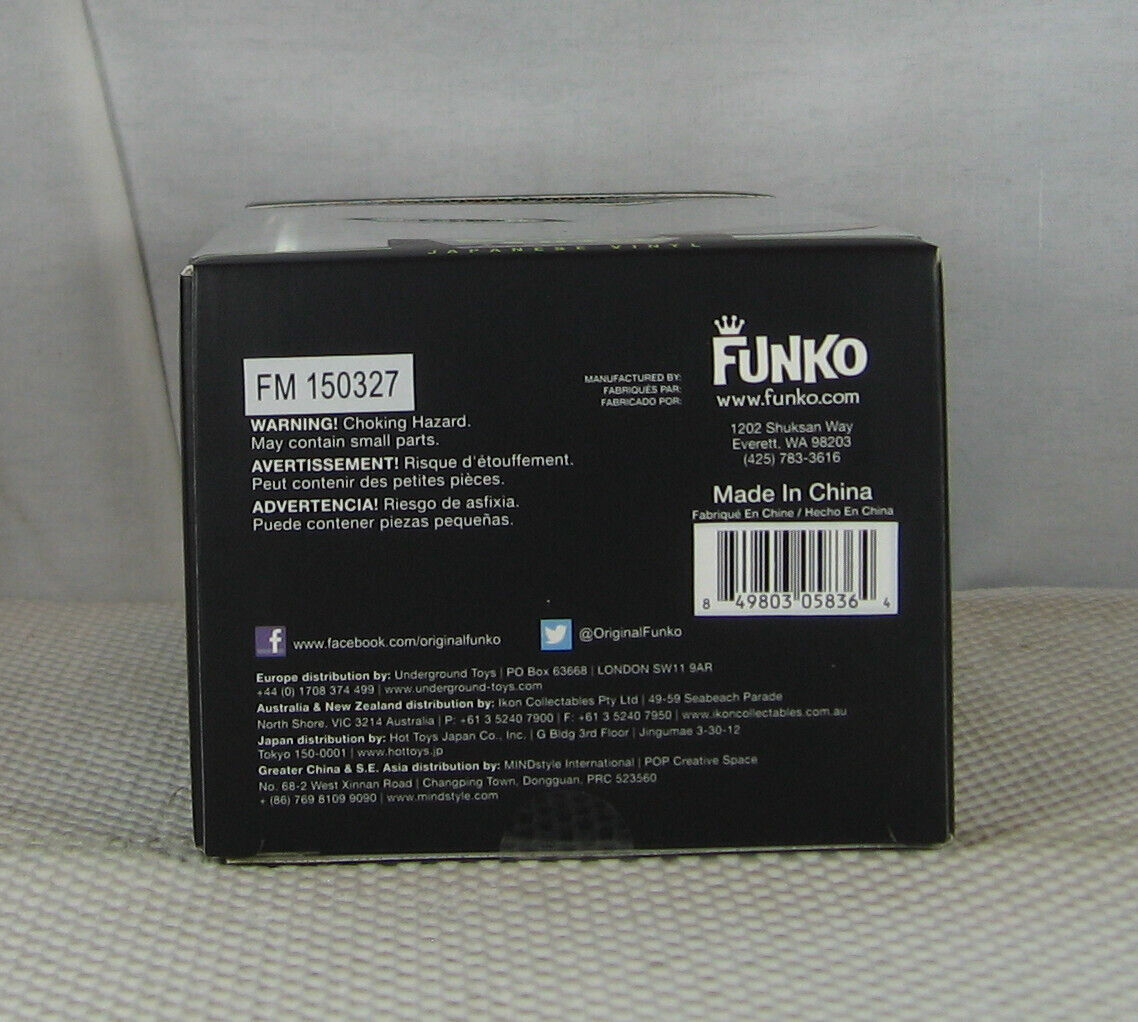 JAPANESE VINYL
FM 150327
WARNING! Choking Hazard.
May contain small parts.
AVERTISSEMENT! Risque d'étouffement.
Peut contenir des petites pièces.
ADVERTENCIA! Riesgo de asfixia.
Puede contener piezas pequeñas.
MANUFACTURED BY:
FABRIQUÉS PAR:
FABRICADO POR:
FUNKO
www.funko.com
1202 Shuksan Way
Everett, WA 98203
(425) 783-3616
Made In China
Fabriqué En Chine / Hecho En China
8 49803 05836 4
f www.facebook.com/originalfunko
@OriginalFunko
Europe distribution by: Underground Toys | PO Box 63668 | LONDON SW11 9AR
+44 (0) 1708 374 499 | www.underground-toys.com
Australia & New Zealand distribution by: Ikon Collectables Pty Ltd | 49-59 Seabeach Parade
North Shore, VIC 3214 Australia | P: +61 3 5240 7900 | F: +61 3 5240 7950 | www.ikoncollectables.com.au
Japan distribution by: Hot Toys Japan Co., Inc. | G Bldg 3rd Floor | Jingumae 3-30-12
Tokyo 150-0001 | www.hottoys.jp
Greater China & S.E. Asia distribution by: MINDstyle International | POP Creative Space
No. 68-2 West Xinnan Road | Changping Town, Dongguan, PRC 523560
+ (86) 769 8109 9090 | www.mindstyle.com